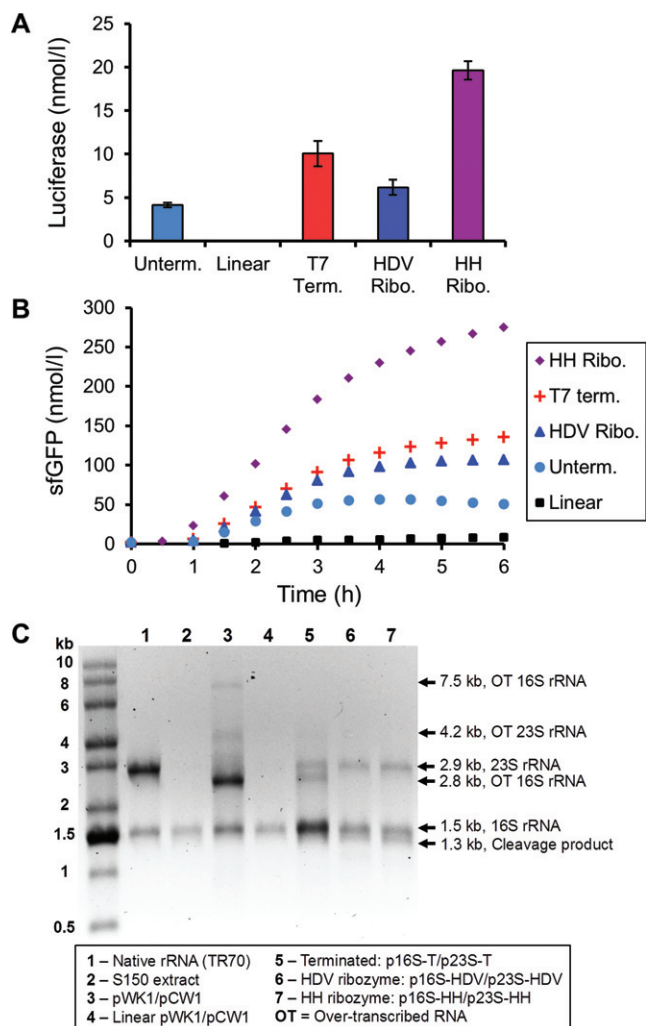 A
Luciferase (nmol/l)
25
20
15
10
5
0
Unterm.
Linear
T7 Term.
HDV Ribo.
HH Ribo.
B
sfGFP (nmol/l)
300
250
200
150
100
50
0
0 1 2 3 4 5 6
Time (h)
HH Ribo.
T7 term.
HDV Ribo.
Unterm.
Linear
C
kb 1 2 3 4 5 6 7
10
8
6
4
3
2
1.5
1
0.5
7.5 kb, OT 16S rRNA
4.2 kb, OT 23S rRNA
2.9 kb, 23S rRNA
2.8 kb, OT 16S rRNA
1.5 kb, 16S rRNA
1.3 kb, Cleavage product
1 – Native rRNA (TR70)
2 – S150 extract
3 – pWK1/pCW1
4 – Linear pWK1/pCW1
5 – Terminated: p16S-T/p23S-T
6 – HDV ribozyme: p16S-HDV/p23S-HDV
7 – HH ribozyme: p16S-HH/p23S-HH
OT = Over-transcribed RNA